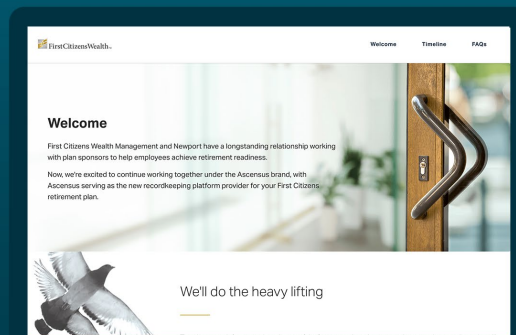 FirstCitizensWealth
Welcome Timeline FAQs
Welcome
First Citizens Wealth Management and Newport have a longstanding relationship working
with plan sponsors to help employees achieve retirement readiness.
Now, we're excited to continue working together under the Ascensus brand, with
Ascensus serving as the new recordkeeping platform provider for your First Citizens
retirement plan.
We'll do the heavy lifting